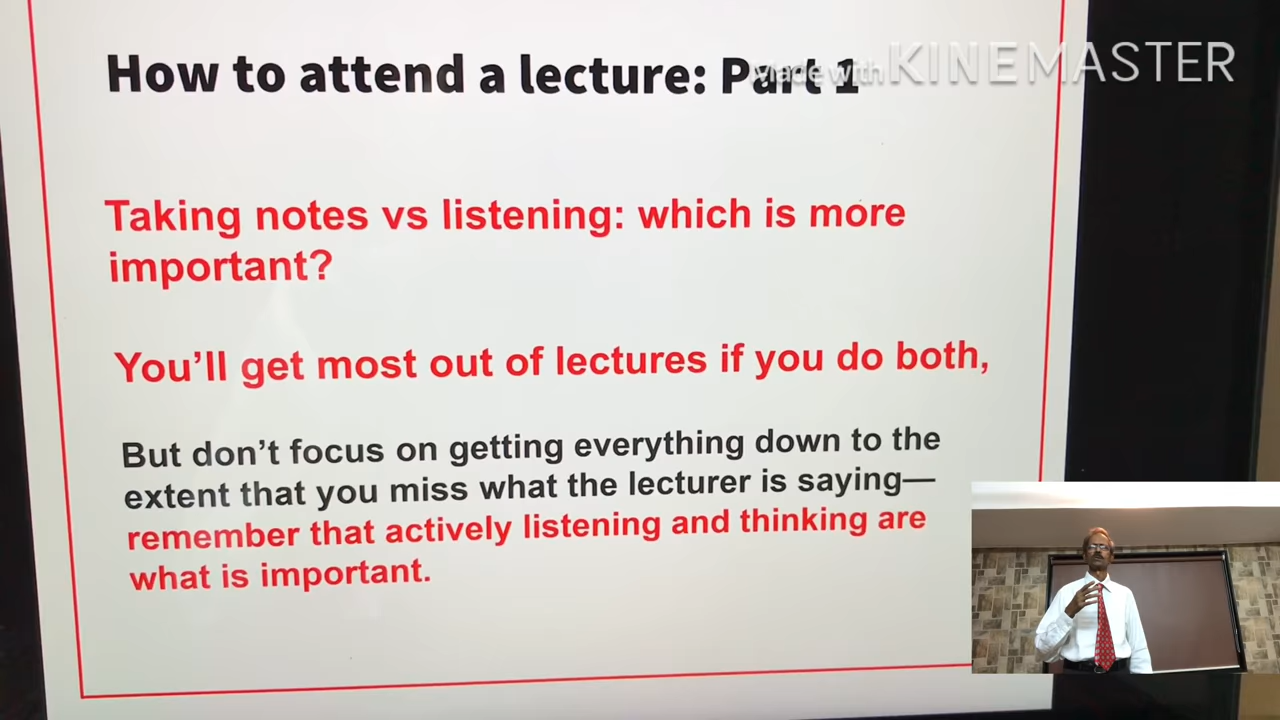 How to attend a lecture: Part 1
Made with KINEMASTER
Taking notes vs listening: which is more
important?
You’ll get most out of lectures if you do both,
But don’t focus on getting everything down to the
extent that you miss what the lecturer is saying—
remember that actively listening and thinking are
what is important.